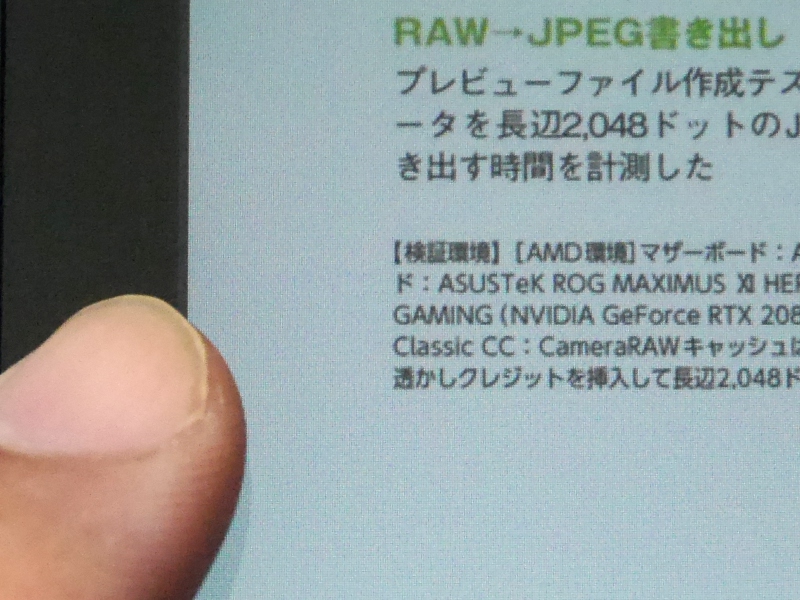 RAW→JPEG書き出し
プレビューファイル作成テス
ータを長辺2,048ドットのJ
き出す時間を計測した
【検証環境】[AMD環境]マザーボード：A
ド：ASUSTeK ROG MAXIMUS XI HER
GAMING（NVIDIA GeForce RTX 208
Classic CC：CameraRAWキャッシュは
透かしクレジットを挿入して長辺2,048ド